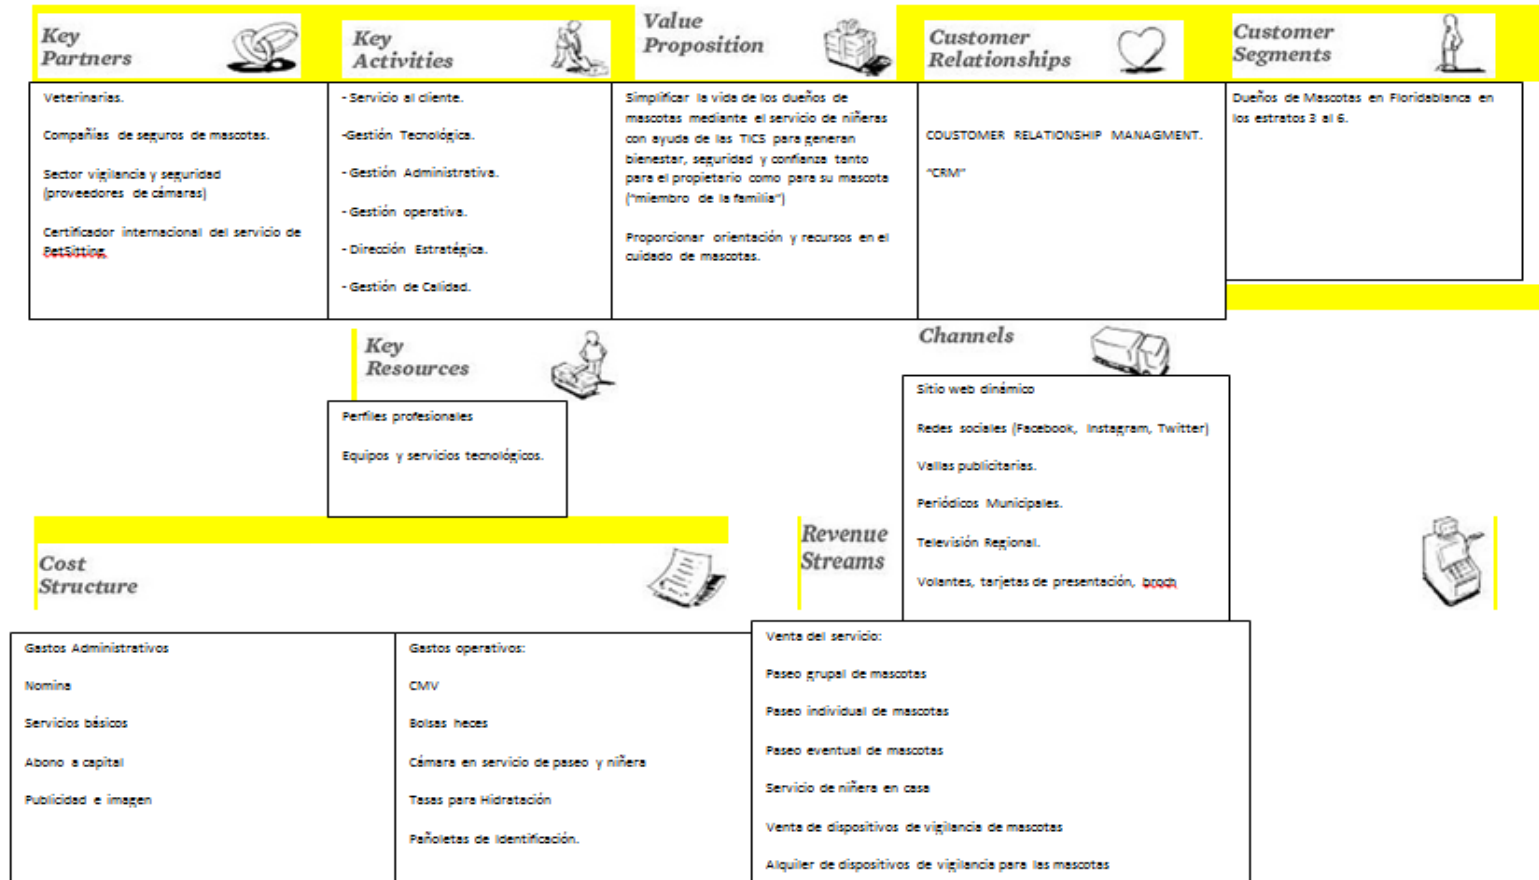 Key
Partners
Key
Activities
Value
Proposition
Customer
Relationships
Customer
Segments
Veterinarias.
Compañías de seguros de mascotas.
Sector vigilancia y seguridad
(proveedores de cámaras)
Certificador internacional del servicio de
PetSitting
- Servicio al cliente.
-Gestión Tecnológica.
- Gestión Administrativa.
- Gestión operativa.
- Dirección Estratégica.
- Gestión de Calidad.
Simplificar la vida de los dueños de
mascotas mediante el servicio de niñeras
con ayuda de las TICS para generan
bienestar, seguridad y confianza tanto
para el propietario como para su mascota
("miembro de la familia")
Proporcionar orientación y recursos en el
cuidado de mascotas.
COUSTOMER RELATIONSHIP MANAGMENT.
"CRM"
Dueños de Mascotas en Floridablanca en
los estratos 3 al 6.
Key
Resources
Perfiles profesionales
Equipos y servicios tecnológicos.
Channels
Sitio web dinámico
Redes sociales (Facebook, Instagram, Twitter)
Vallas publicitarias.
Periódicos Municipales.
Televisión Regional.
Volantes, tarjetas de presentación, broch
Cost
Structure
Gastos Administrativos
Nomina
Servicios básicos
Abono a capital
Publicidad e imagen
Gastos operativos:
CMV
Bolsas heces
Cámara en servicio de paseo y niñera
Tasas para Hidratación
Pañoletas de Identificación.
Revenue
Streams
Venta del servicio:
Paseo grupal de mascotas
Paseo individual de mascotas
Paseo eventual de mascotas
Servicio de niñera en casa
Venta de dispositivos de vigilancia de mascotas
Alquiler de dispositivos de vigilancia para las mascotas